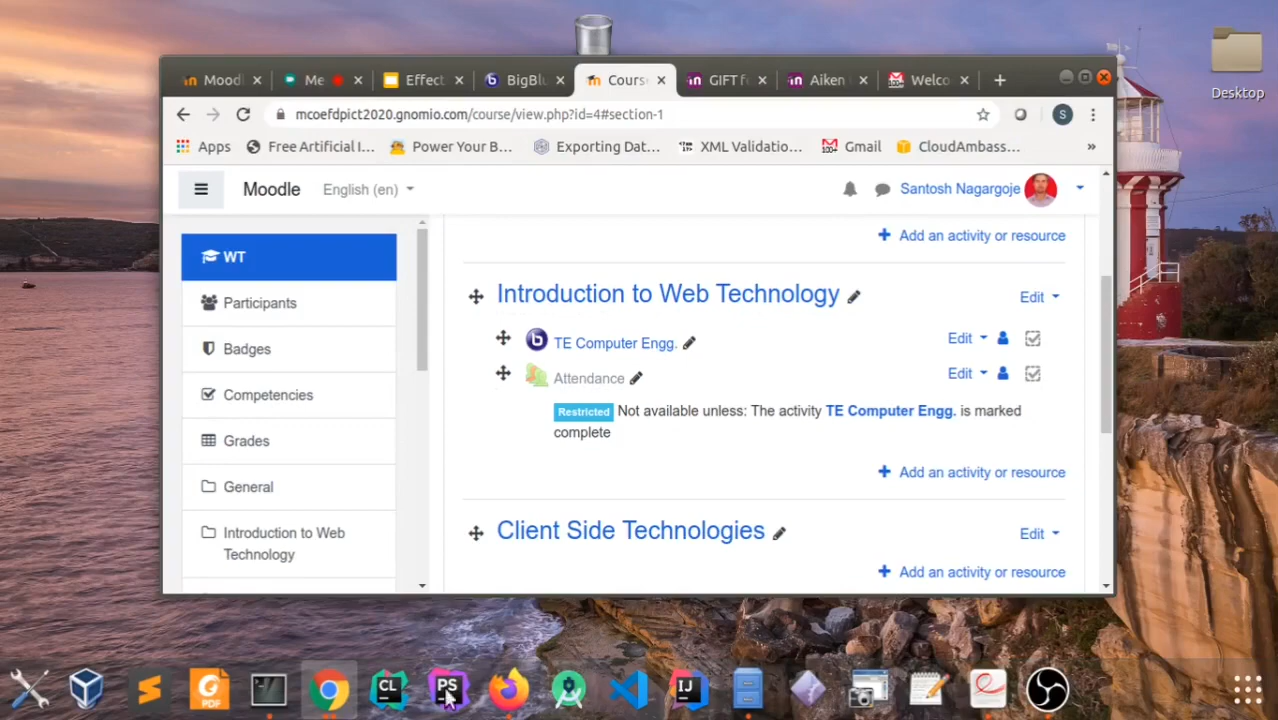 Moodl
Me
Effect
BigBlu
Cours
GIFT f
Aiken
Welco
mcoefdpict2020.gnomio.com/course/view.php?id=4#section-1
S
Apps
Free Artificial I...
Power Your B...
Exporting Dat...
XML Validatio...
Gmail
CloudAmbass...
»
Moodle
English (en)
Santosh Nagargoje
WT
Participants
Badges
Competencies
Grades
General
Introduction to Web
Technology
Add an activity or resource
Introduction to Web Technology
Edit
TE Computer Engg.
Edit
Attendance
Edit
Restricted Not available unless: The activity TE Computer Engg. is marked
complete
Add an activity or resource
Client Side Technologies
Edit
Add an activity or resource
Desktop
PDF
CL
PS
IJ